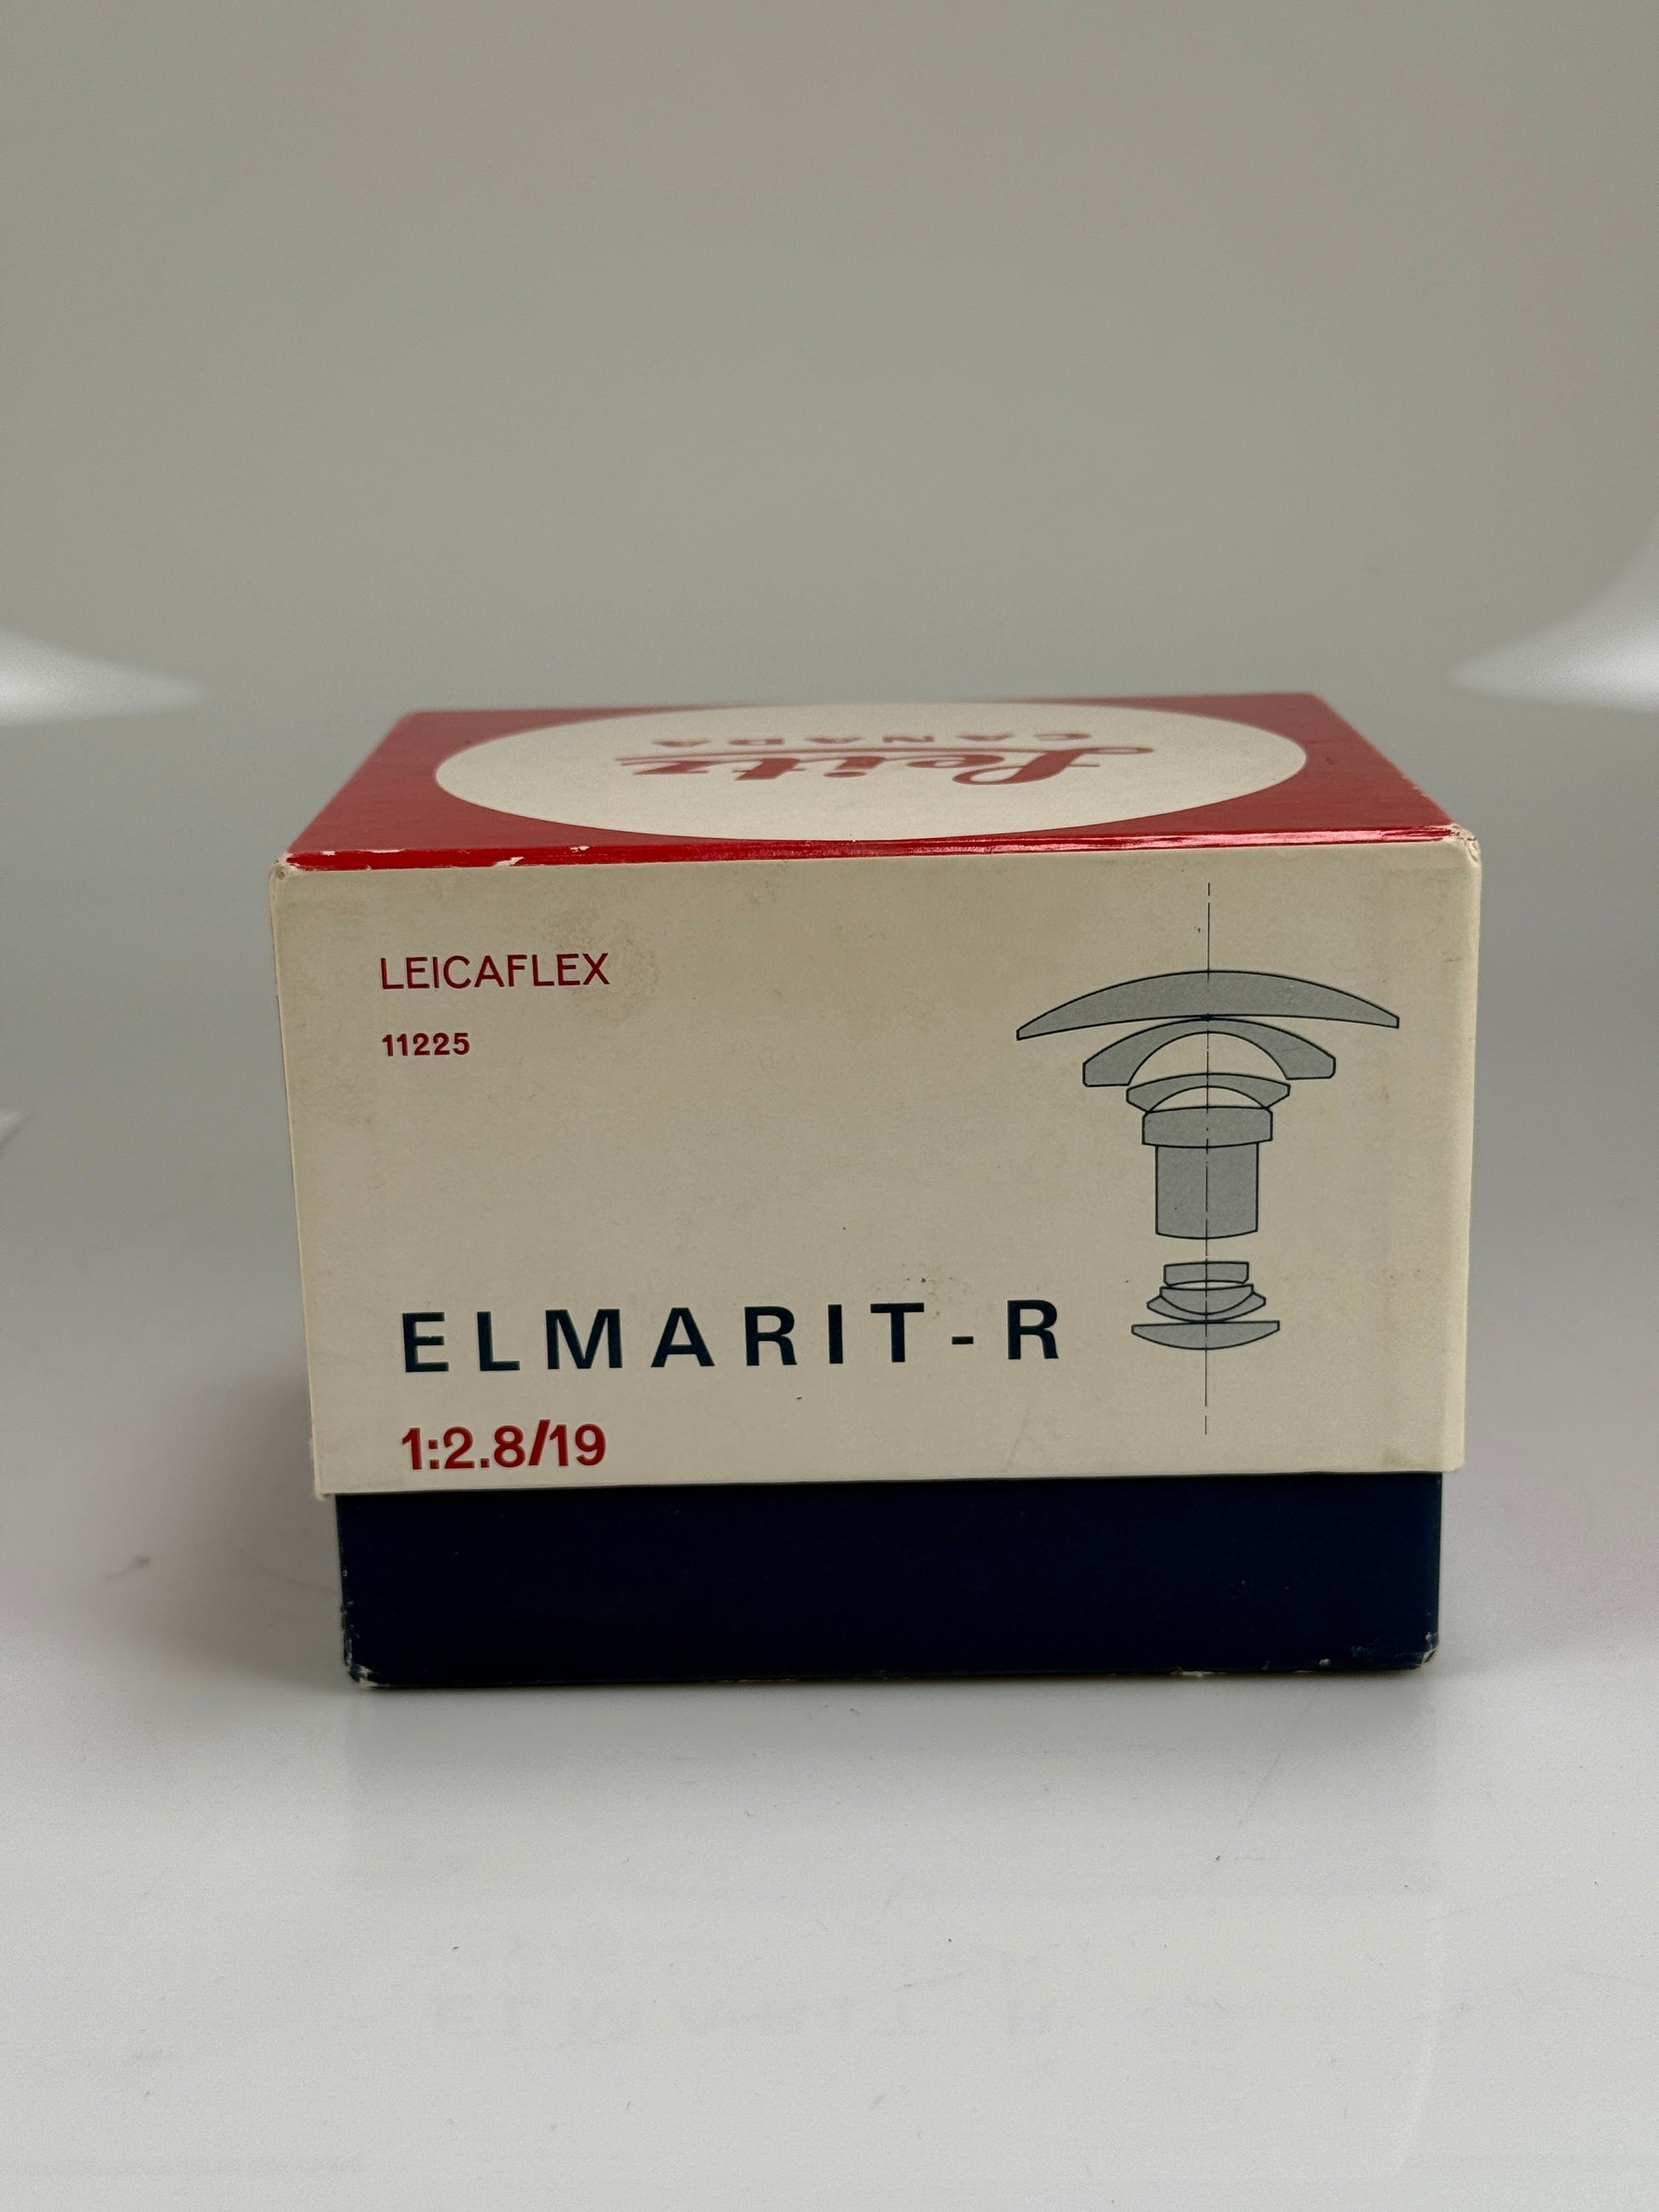 Leitz
CANADA
LEICAFLEX
11225
ELMARIT-R
1:2.8/19